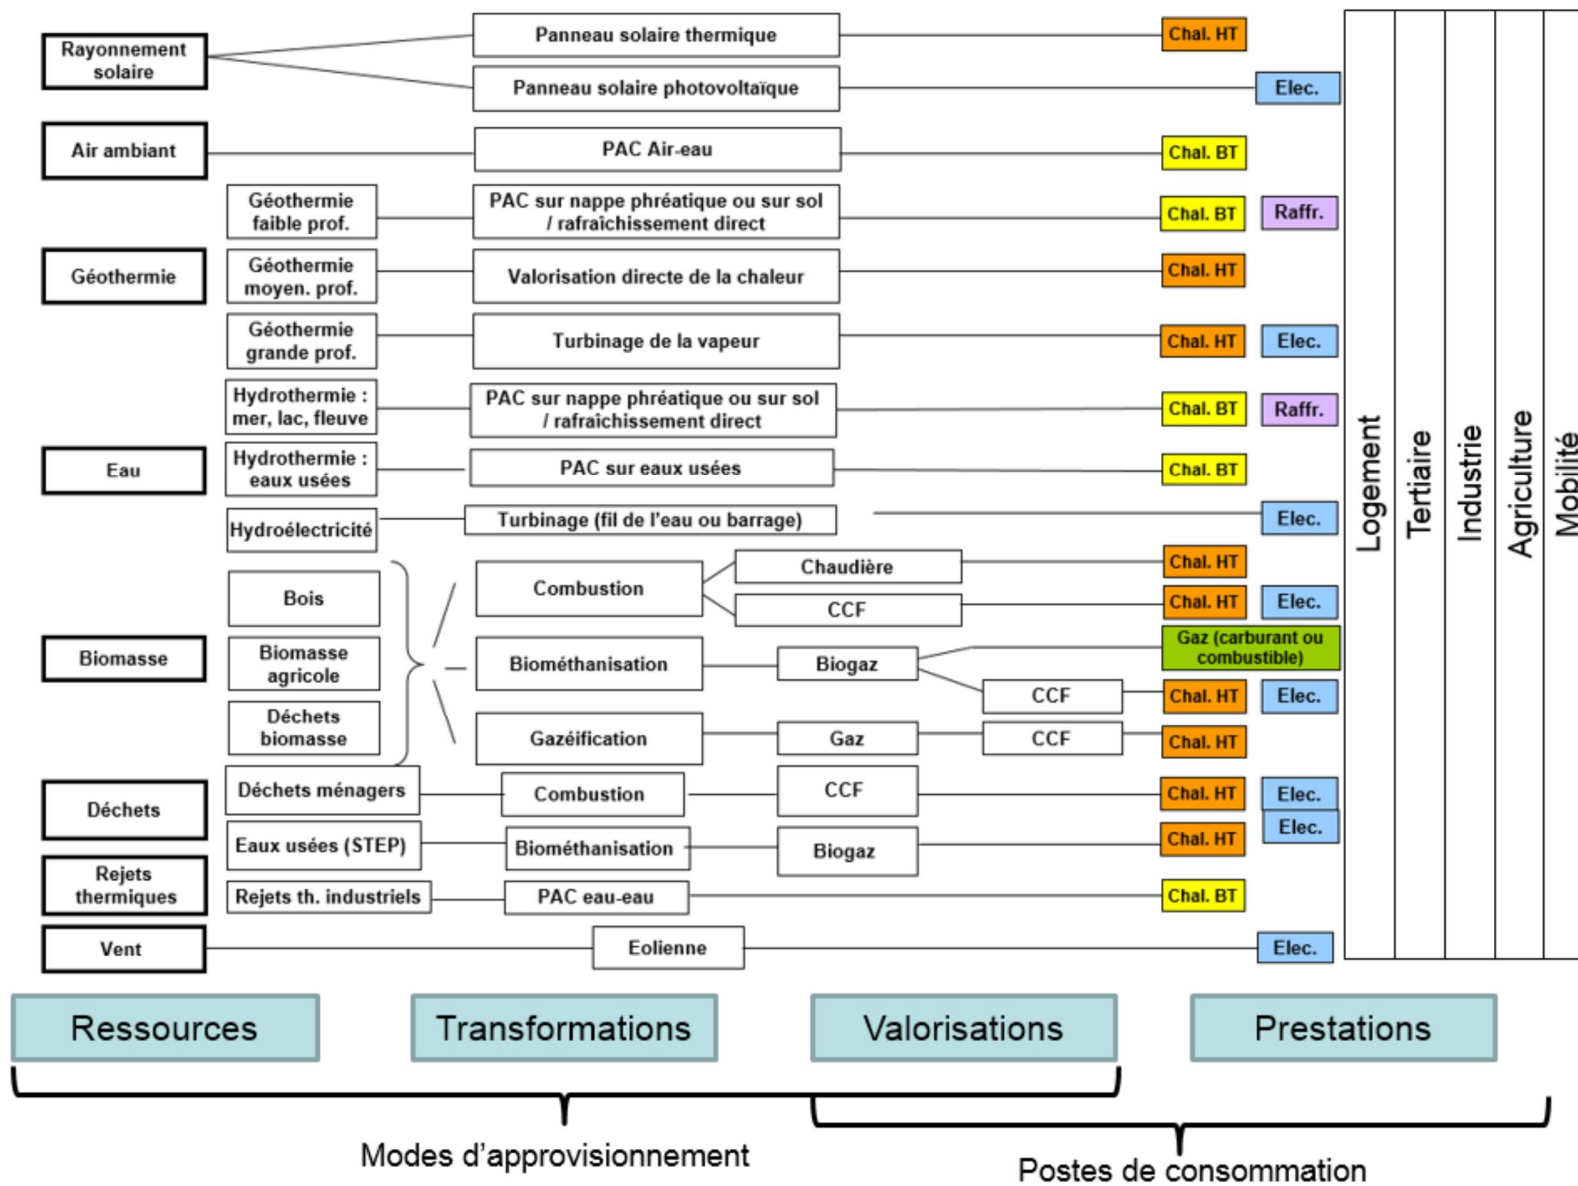 Rayonnement
solaire
Panneau solaire thermique
Chal. HT
Panneau solaire photovoltaïque
Elec.
Air ambiant
PAC Air-eau
Chal. BT
Géothermie
Géothermie
faible prof.
PAC sur nappe phréatique ou sur sol
/ rafraîchissement direct
Chal. BT
Raffr.
Géothermie
moyen. prof.
Valorisation directe de la chaleur
Chal. HT
Géothermie
grande prof.
Turbinage de la vapeur
Chal. HT
Elec.
Eau
Hydrothermie :
mer, lac, fleuve
PAC sur nappe phréatique ou sur sol
/ rafraîchissement direct
Chal. BT
Raffr.
Hydrothermie :
eaux usées
PAC sur eaux usées
Chal. BT
Hydroélectricité
Turbinage (fil de l'eau ou barrage)
Elec.
Biomasse
Bois
Biomasse
agricole
Déchets
biomasse
Combustion
Chaudière
Chal. HT
CCF
Chal. HT
Elec.
Biométhanisation
Biogaz
Gaz (carburant ou
combustible)
CCF
Chal. HT
Elec.
Gazéification
Gaz
CCF
Chal. HT
Déchets
Déchets ménagers
Combustion
CCF
Chal. HT
Elec.
Eaux usées (STEP)
Biométhanisation
Biogaz
Chal. HT
Elec.
Rejets
thermiques
Rejets th. industriels
PAC eau-eau
Chal. BT
Vent
Eolienne
Elec.
Logement
Tertiaire
Industrie
Agriculture
Mobilité
Ressources
Transformations
Valorisations
Prestations
Modes d'approvisionnement
Postes de consommation